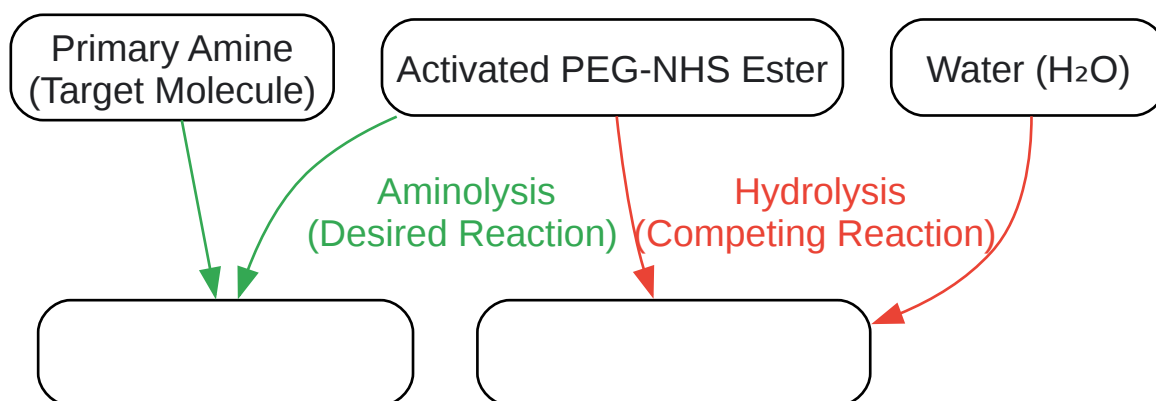 Primary Amine
(Target Molecule)
Activated PEG-NHS Ester
Water (H₂O)
Aminolysis
(Desired Reaction)
Hydrolysis
(Competing Reaction)